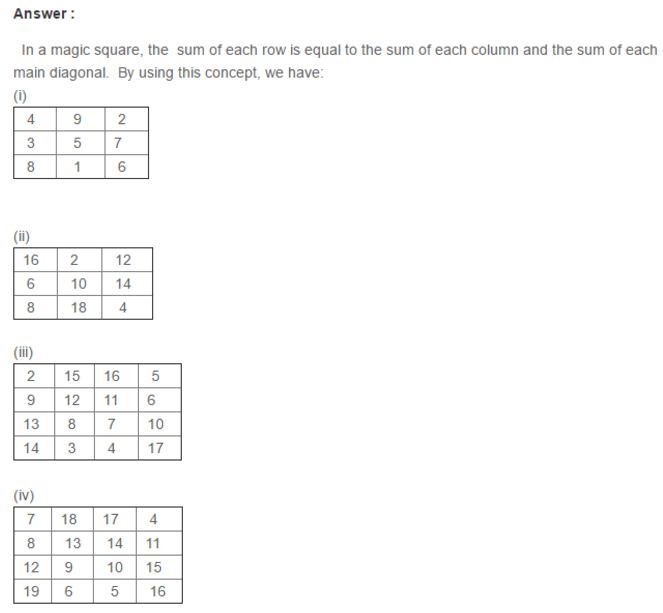 Answer :
In a magic square, the sum of each row is equal to the sum of each column and the sum of each
main diagonal. By using this concept, we have:
(i)
4 9 2
3 5 7
8 1 6
(ii)
16 2 12
6 10 14
8 18 4
(iii)
2 15 16 5
9 12 11 6
13 8 7 10
14 3 4 17
(iv)
7 18 17 4
8 13 14 11
12 9 10 15
19 6 5 16